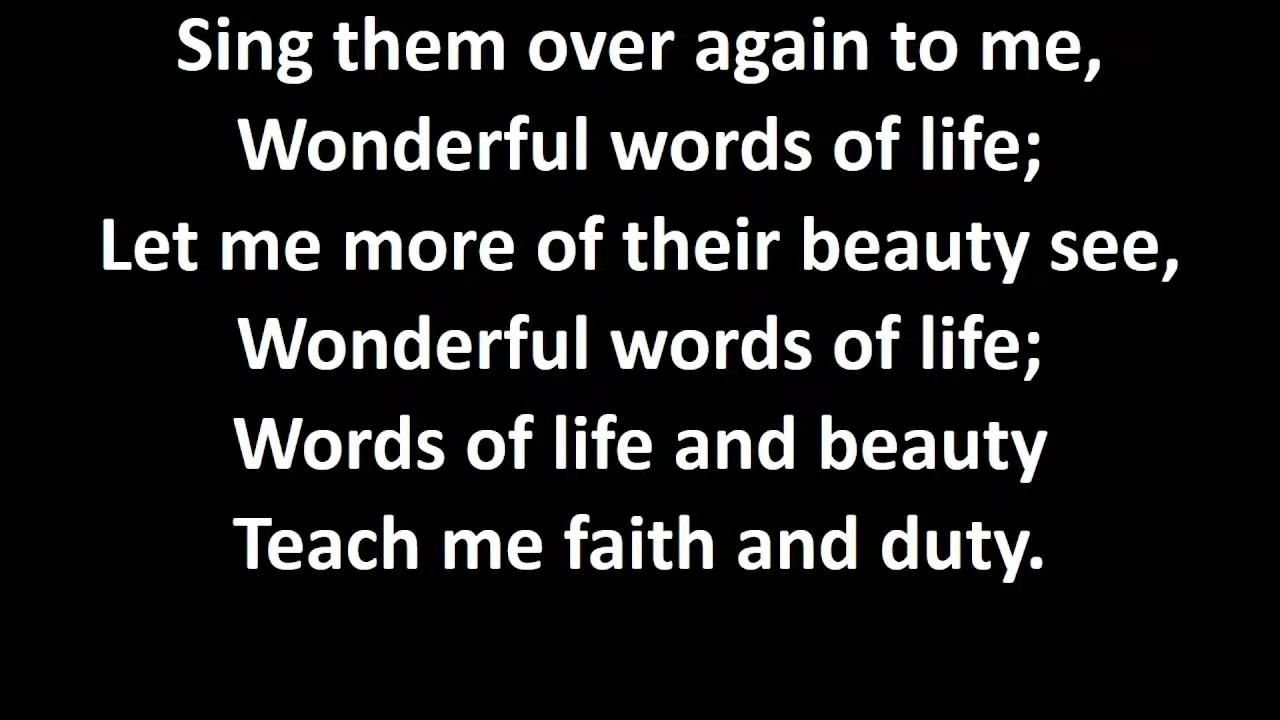 Sing them over again to me,
Wonderful words of life;
Let me more of their beauty see,
Wonderful words of life;
Words of life and beauty
Teach me faith and duty.